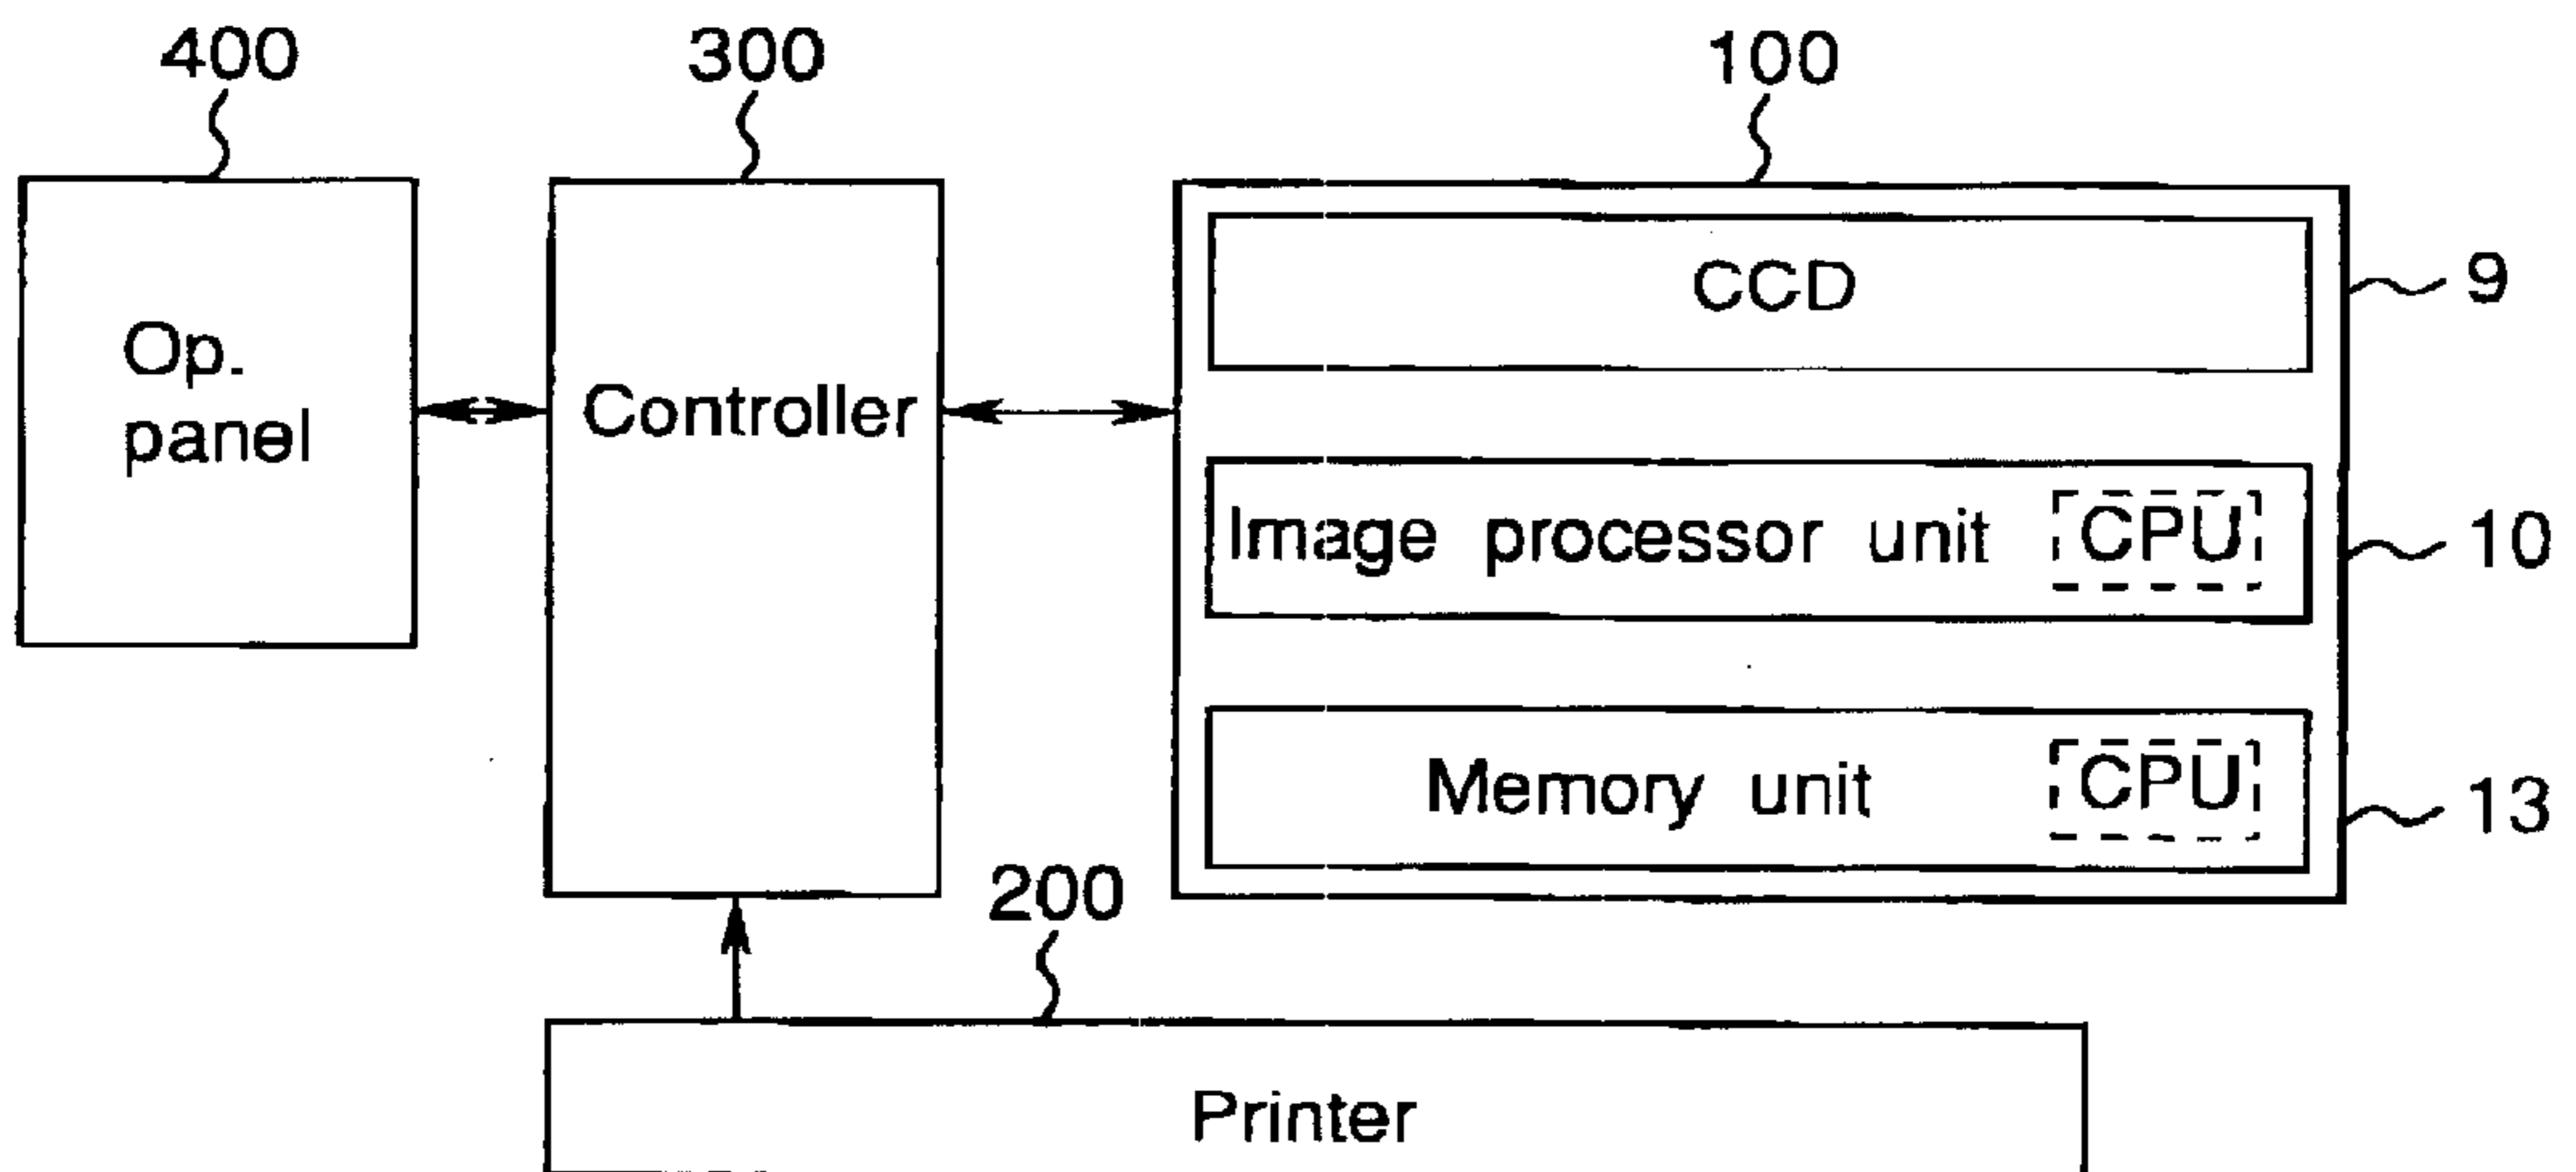 400
300
100
Op.
panel
Controller
CCD
9
Image processor unit CPU
10
Memory unit CPU
13
200
Printer